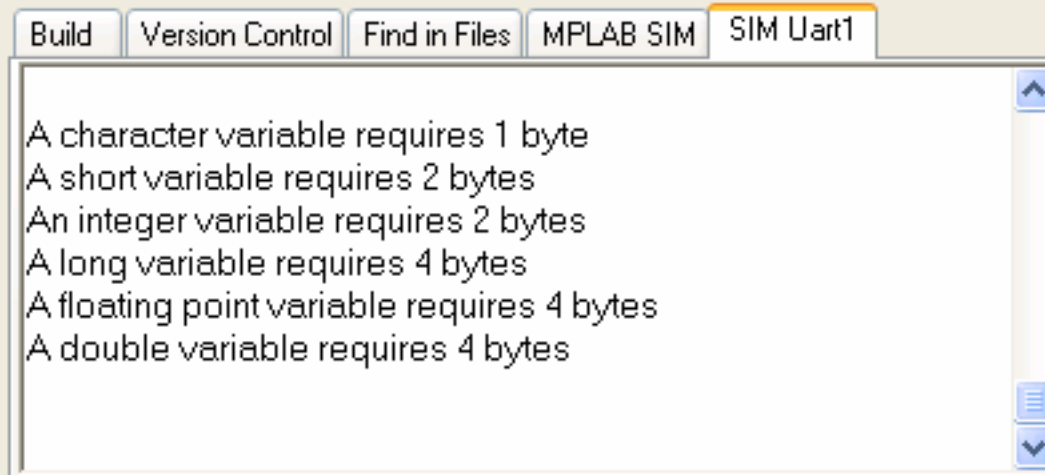 Build Version Control Find in Files MPLAB SIM SIM Uart1
A character variable requires 1 byte
A short variable requires 2 bytes
An integer variable requires 2 bytes
A long variable requires 4 bytes
A floating point variable requires 4 bytes
A double variable requires 4 bytes